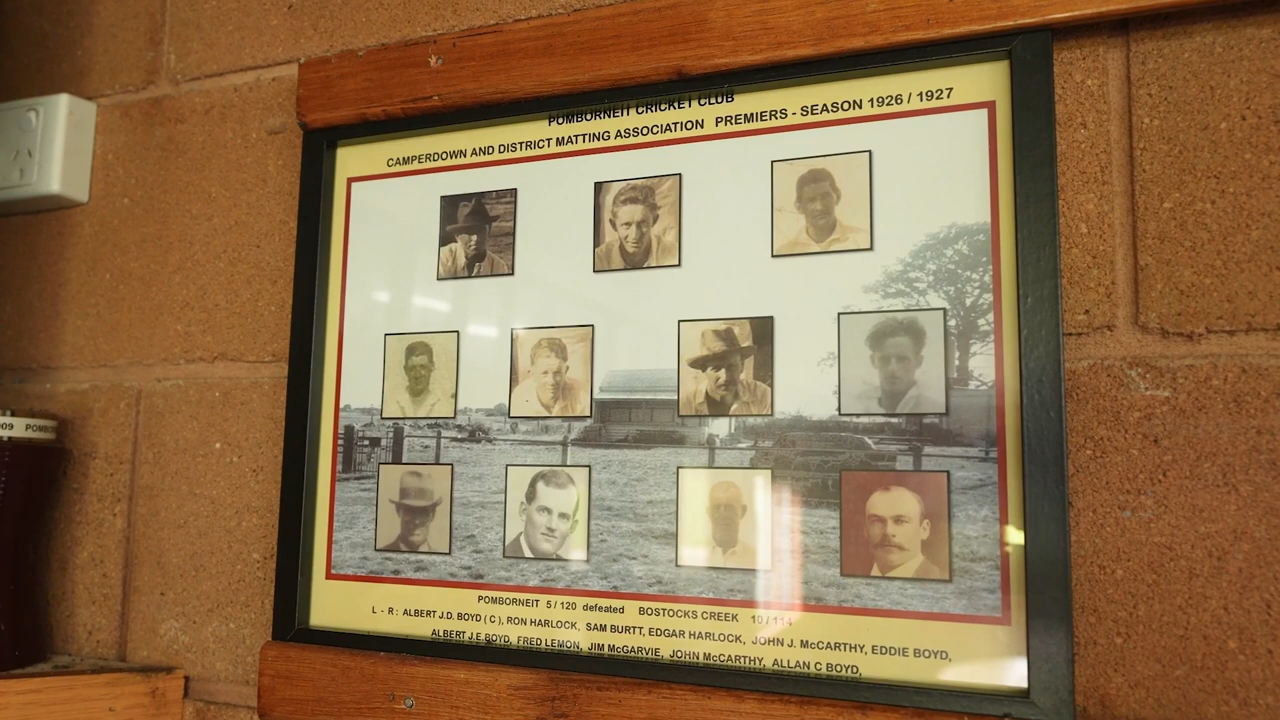 POMBORNEIT CRICKET CLUB
CAMPERDOWN AND DISTRICT MATTING ASSOCIATION PREMIERS - SEASON 1926 / 1927
09 POMBO
POMBORNEIT 5 / 120 defeated BOSTOCKS CREEK 10 / 114
L - R : ALBERT J.D. BOYD ( C ), RON HARLOCK, SAM BURTT, EDGAR HARLOCK, JOHN J. McCARTHY, EDDIE BOYD,
ALBERT J.E.BOYD, FRED LEMON, JIM McGARVIE, JOHN McCARTHY, ALLAN C BOYD,